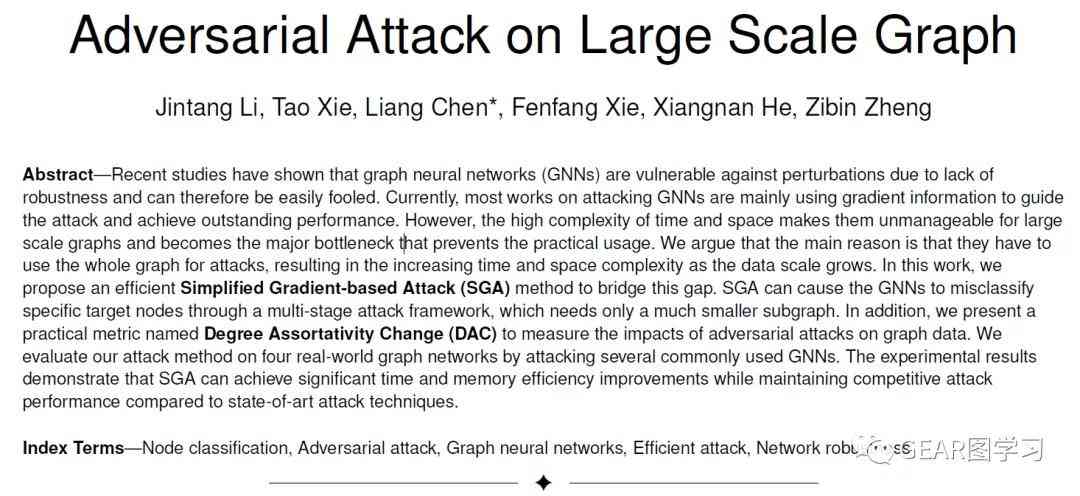 Adversarial Attack on Large Scale Graph
Jintang Li, Tao Xie, Liang Chen*, Fenfang Xie, Xiangnan He, Zibin Zheng
Abstract—Recent studies have shown that graph neural networks (GNNs) are vulnerable against perturbations due to lack of
robustness and can therefore be easily fooled. Currently, most works on attacking GNNs are mainly using gradient information to guide
the attack and achieve outstanding performance. However, the high complexity of time and space makes them unmanageable for large
scale graphs and becomes the major bottleneck that prevents the practical usage. We argue that the main reason is that they have to
use the whole graph for attacks, resulting in the increasing time and space complexity as the data scale grows. In this work, we
propose an efficient Simplified Gradient-based Attack (SGA) method to bridge this gap. SGA can cause the GNNs to misclassify
specific target nodes through a multi-stage attack framework, which needs only a much smaller subgraph. In addition, we present a
practical metric named Degree Assortativity Change (DAC) to measure the impacts of adversarial attacks on graph data. We
evaluate our attack method on four real-world graph networks by attacking several commonly used GNNs. The experimental results
demonstrate that SGA can achieve significant time and memory efficiency improvements while maintaining competitive attack
performance compared to state-of-art attack techniques.
Index Terms—Node classification, Adversarial attack, Graph neural networks, Efficient attack, Network
GEAR图学习